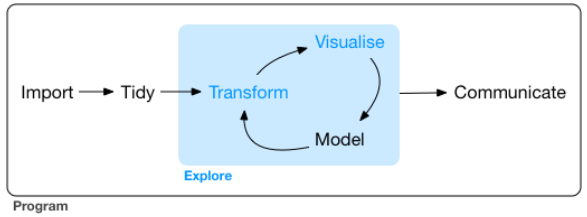 Visualise
Import
Tidy
Transform
Communicate
Model
Explore
Program